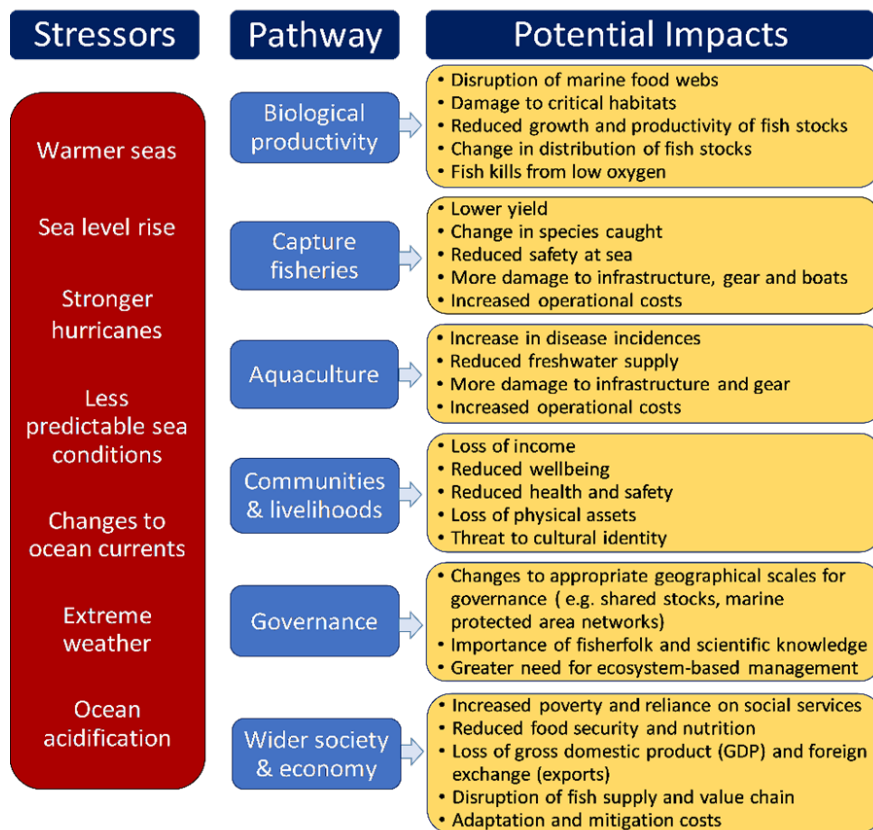 Stressors
Pathway
Potential Impacts
Warmer seas
Sea level rise
Stronger
hurricanes
Less
predictable sea
conditions
Changes to
ocean currents
Extreme
weather
Ocean
acidification
Biological
productivity
• Disruption of marine food webs
• Damage to critical habitats
• Reduced growth and productivity of fish stocks
• Change in distribution of fish stocks
• Fish kills from low oxygen
Capture
fisheries
• Lower yield
• Change in species caught
• Reduced safety at sea
• More damage to infrastructure, gear and boats
• Increased operational costs
Aquaculture
• Increase in disease incidences
• Reduced freshwater supply
• More damage to infrastructure and gear
• Increased operational costs
Communities
& livelihoods
• Loss of income
• Reduced wellbeing
• Reduced health and safety
• Loss of physical assets
• Threat to cultural identity
Governance
• Changes to appropriate geographical scales for
governance ( e.g. shared stocks, marine
protected area networks)
• Importance of fisherfolk and scientific knowledge
• Greater need for ecosystem-based management
Wider society
& economy
• Increased poverty and reliance on social services
• Reduced food security and nutrition
• Loss of gross domestic product (GDP) and foreign
exchange (exports)
• Disruption of fish supply and value chain
• Adaptation and mitigation costs